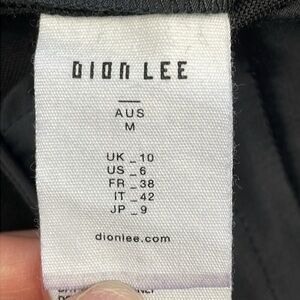 DION LEE
AUS
M
UK _ 10
US _ 6
FR _ 38
IT _ 42
JP _ 9
dionlee.com